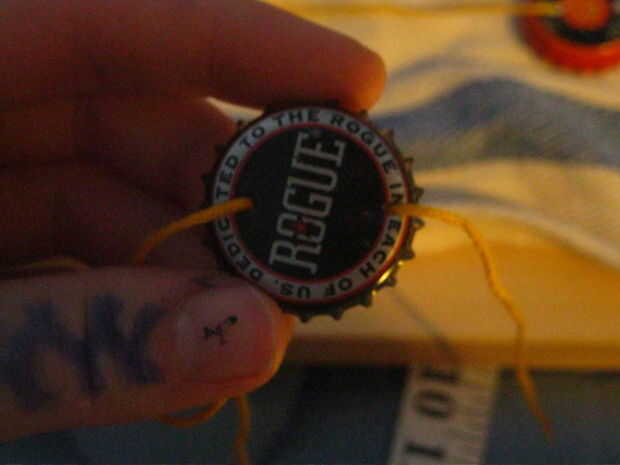 DEDICATED TO THE ROGUE IN EACH OF US.
ROGUE